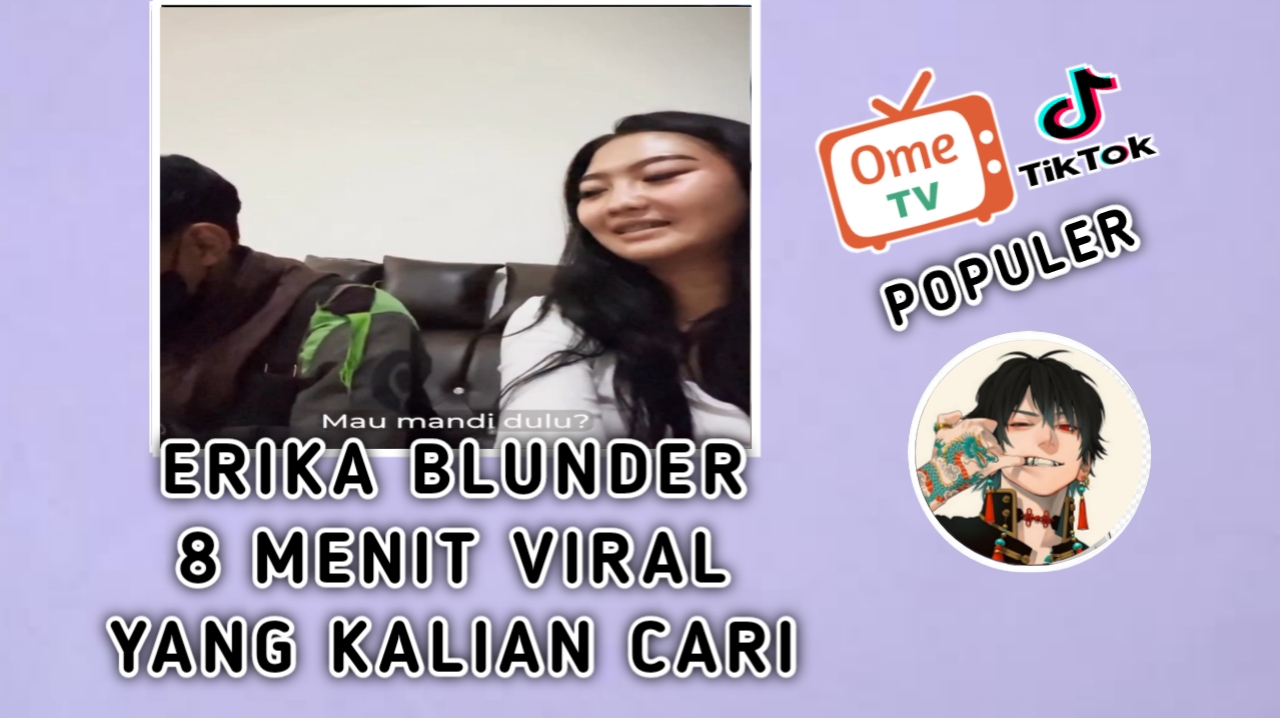 Ome
TV
TikTok
POPULER
Mau mandi dulu?
ERIKA BLUNDER
8 MENIT VIRAL
YANG KALIAN CARI